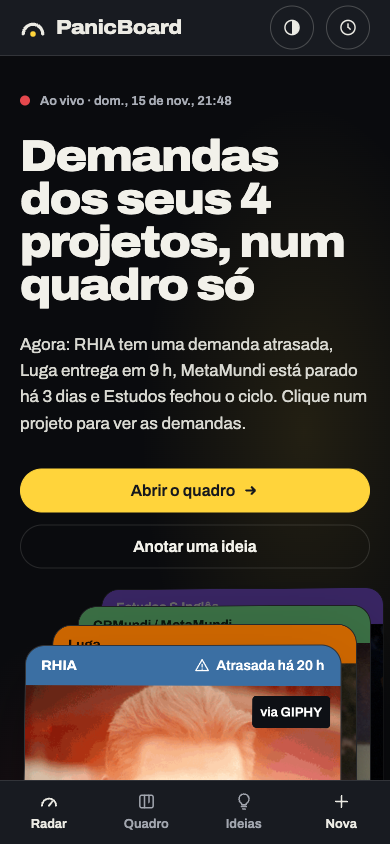 PanicBoard
Ao vivo · dom., 15 de nov., 21:48
Demandas
dos seus 4
projetos, num
quadro só
Agora: RHIA tem uma demanda atrasada,
Luga entrega em 9 h, MetaMundi está parado
há 3 dias e Estudos fechou o ciclo. Clique num
projeto para ver as demandas.
Abrir o quadro →
Anotar uma ideia
Estudos & Inglês
GRMundi / MetaMundi
Luga
RHIA
Atrasada há 20 h
via GIPHY
Radar
Quadro
Ideias
Nova